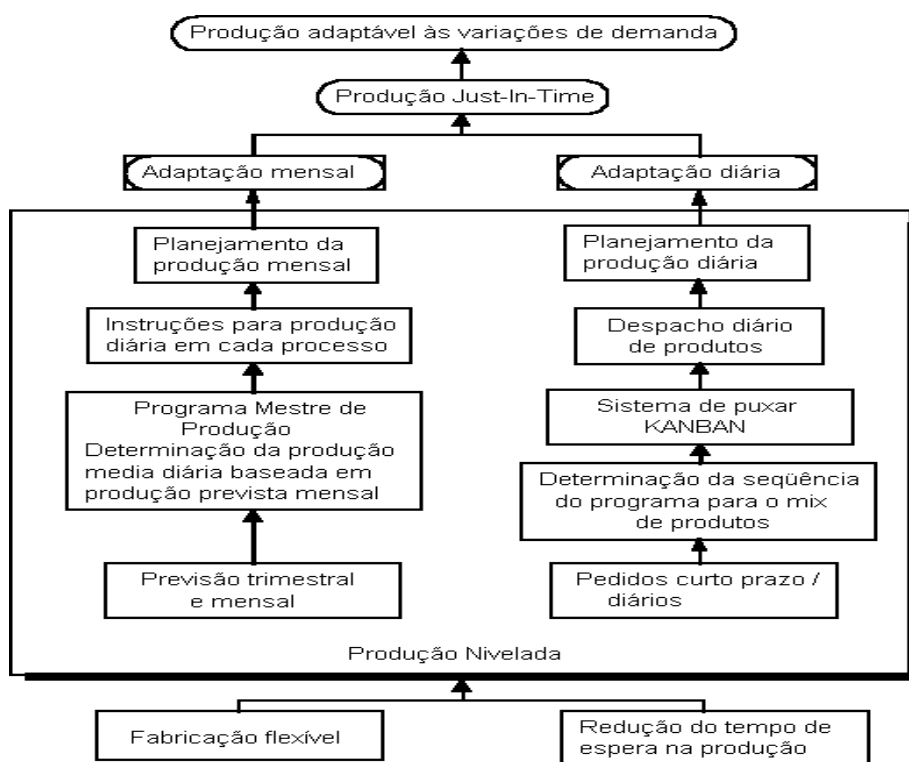 Produção adaptável às variações de demanda
Produção Just-In-Time
Adaptação mensal
Adaptação diária
Planejamento da
produção mensal
Planejamento da
produção diária
Instruções para produção
diária em cada processo
Despacho diário
de produtos
Programa Mestre de
Produção
Determinação da produção
media diária baseada em
produção prevista mensal
Sistema de puxar
KANBAN
Determinação da seqüência
do programa para o mix
de produtos
Previsão trimestral
e mensal
Pedidos curto prazo /
diários
Produção Nivelada
Fabricação flexível
Redução do tempo de
espera na produção